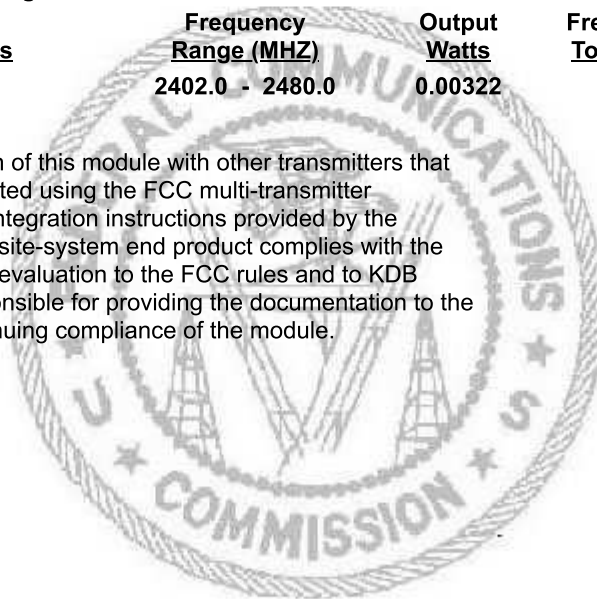 Frequency Output Fre
s Range (MHZ) Watts To
2402.0 - 2480.0 0.00322
n of this module with other transmitters that
ted using the FCC multi-transmitter
ntegration instructions provided by the
site-system end product complies with the
evaluation to the FCC rules and to KDB
onsible for providing the documentation to the
nuing compliance of the module.
FEDERAL COMMUNICATIONS
U S
COMMISSION